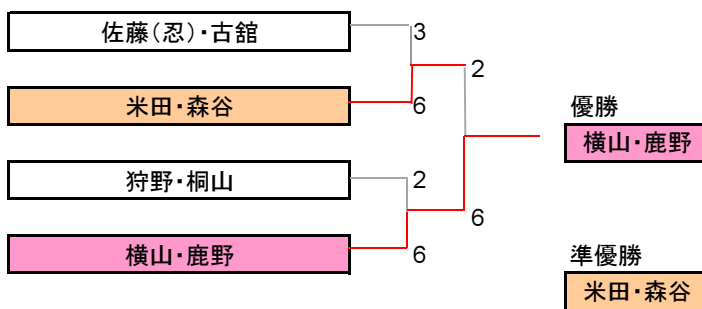 佐藤(忍)・古舘
3
2
米田・森谷
6
優勝
横山・鹿野
狩野・桐山
2
6
横山・鹿野
6
準優勝
米田・森谷